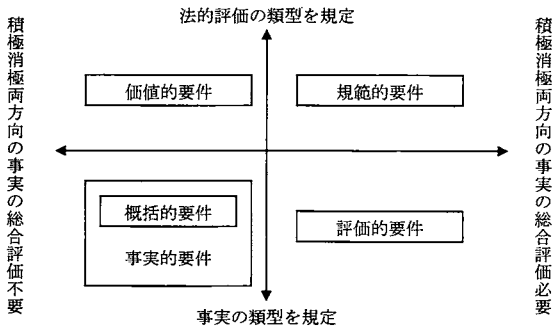 法的評価の類型を規定
積極消極両方向の事実の総合評価不要
価値的要件
規範的要件
概括的要件
事実的要件
評価的要件
積極消極両方向の事実の総合評価必要
事実の類型を規定